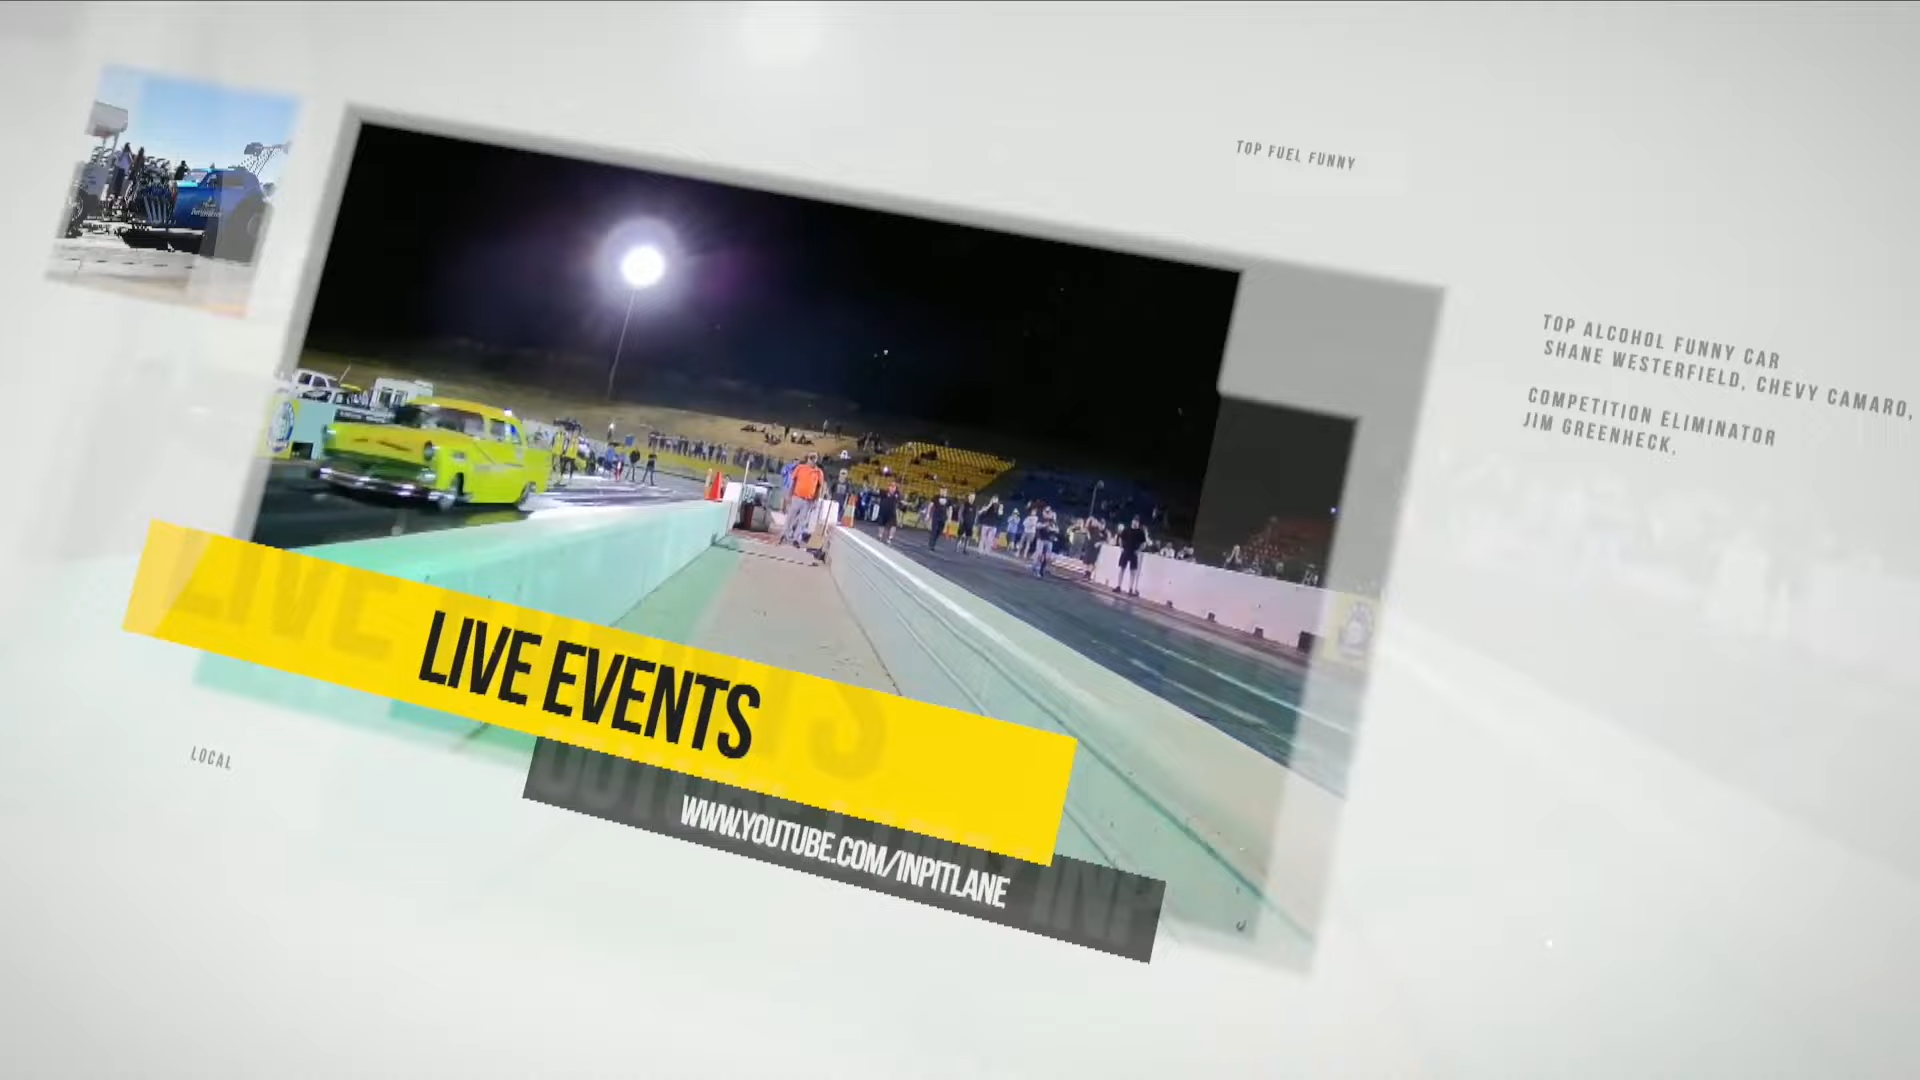 TOP FUEL FUNNY
TOP ALCOHOL FUNNY CAR
SHANE WESTERFIELD, CHEVY CAMARO,
COMPETITION ELIMINATOR
JIM GREENHECK,
LIVE EVENTS
LOCAL
WWW.YOUTUBE.COM/INPITLANE